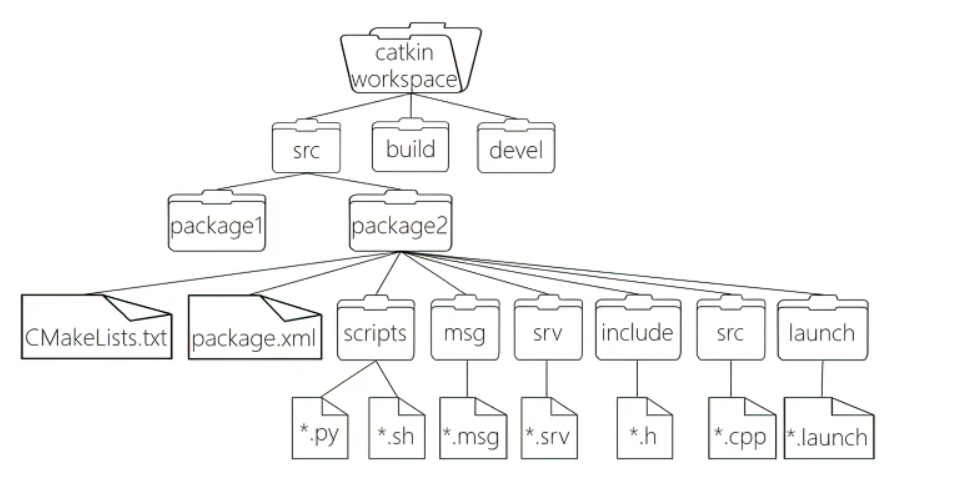 catkin
workspace
src
build
devel
package1
package2
CMakeLists.txt
package.xml
scripts
msg
srv
include
src
launch
*.py
*.sh
*.msg
*.srv
*.h
*.cpp
*.launch